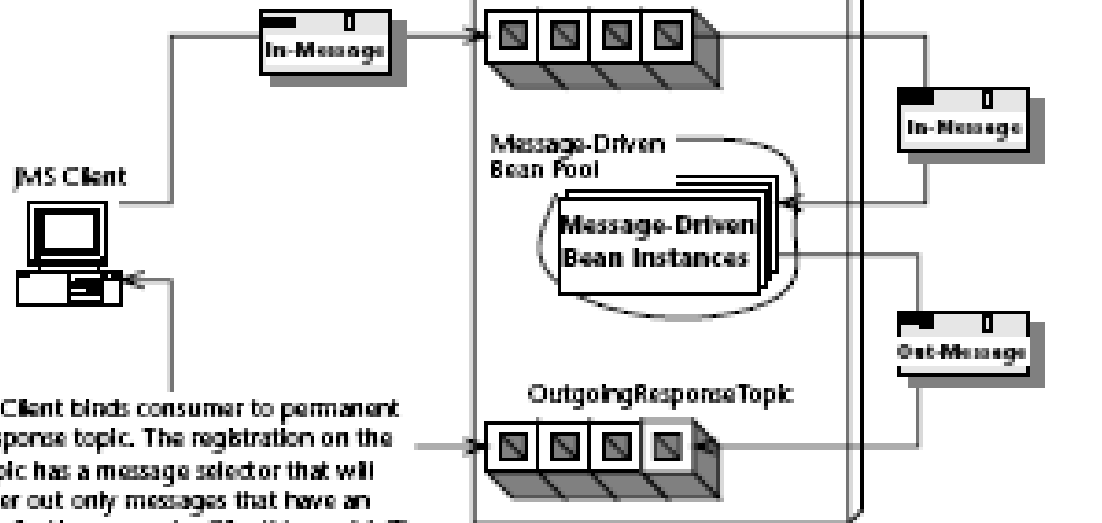 In-Message
In-Message
Message-Driven
Bean Pool
JMS Client
Message-Driven
Bean Instances
Out-Message
OutgoingResponseTopic
Client binds consumer to permanent
topic. The registration on the
has a message selector that will
out only messages that have an